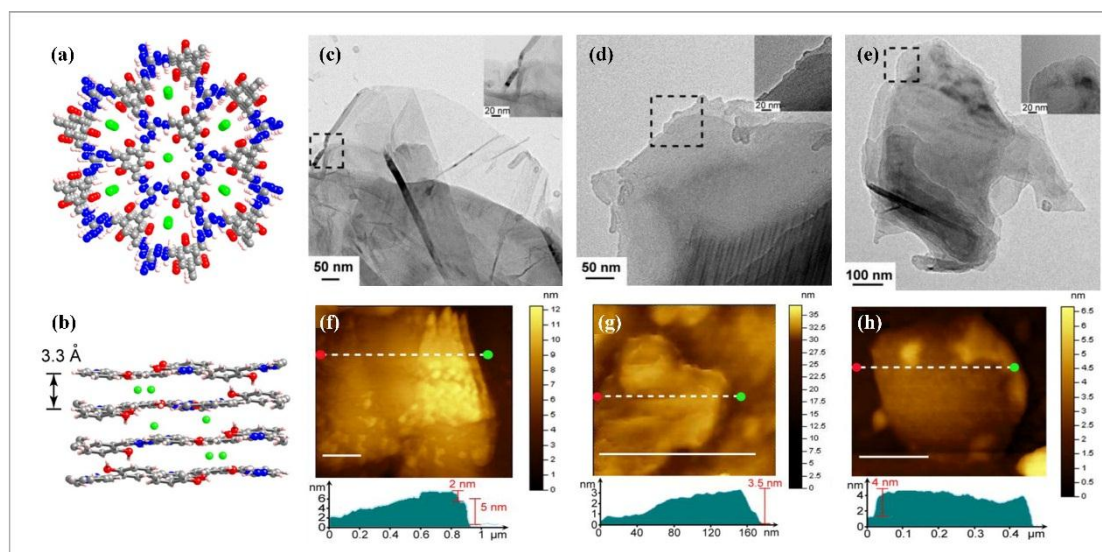 (a)
(b)
3.3 Å
(c)
20 nm
50 nm
(d)
20 nm
50 nm
(e)
20 nm
100 nm
(f)
nm
12
11
10
9
8
7
6
5
4
3
2
1
0
nm
6
4
2
0
2 nm
5 nm
0 0.2 0.4 0.6 0.8 1 µm
(g)
nm
35
32.5
30
27.5
25
22.5
20
17.5
15
12.5
10
7.5
5
2.5
0
nm
3
2
1
0
3.5 nm
0 40 80 120 160 nm
(h)
nm
6.5
6
5.5
5
4.5
4
3.5
3
2.5
2
1.5
1
0.5
0
nm
4
2
0
4 nm
0 0.1 0.2 0.3 0.4 µm